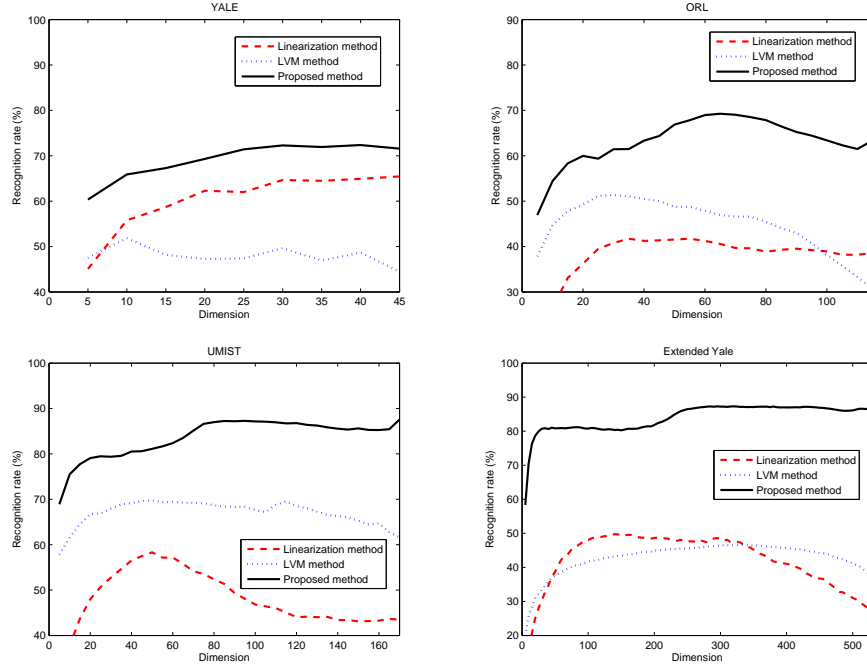 YALE
100
90
80
70
60
50
40
0 5 10 15 20 25 30 35 40 45
Dimension
Recognition rate (%)
Linearization method
LVM method
Proposed method
ORL
90
80
70
60
50
40
30
0 20 40 60 80 100
Dimension
Recognition rate (%)
Linearization method
LVM method
Proposed method
UMIST
100
90
80
70
60
50
40
0 20 40 60 80 100 120 140 160
Dimension
Recognition rate (%)
Linearization method
LVM method
Proposed method
Extended Yale
100
90
80
70
60
50
40
30
20
0 100 200 300 400 500
Dimension
Recognition rate (%)
Linearization method
LVM method
Proposed method